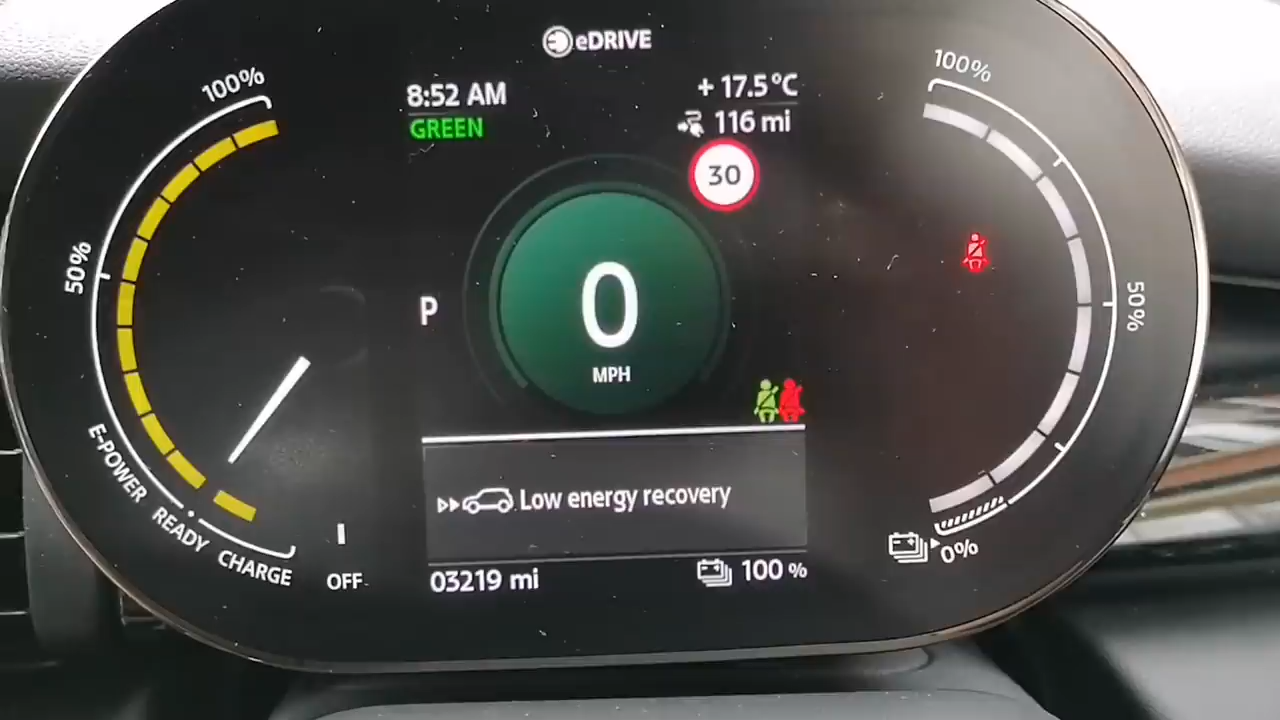 eDRIVE
8:52 AM
GREEN
+ 17.5°C
116 mi
30
100%
50%
E-POWER
READY
CHARGE
OFF
P
0
MPH
100%
50%
0%
Low energy recovery
03219 mi
100 %